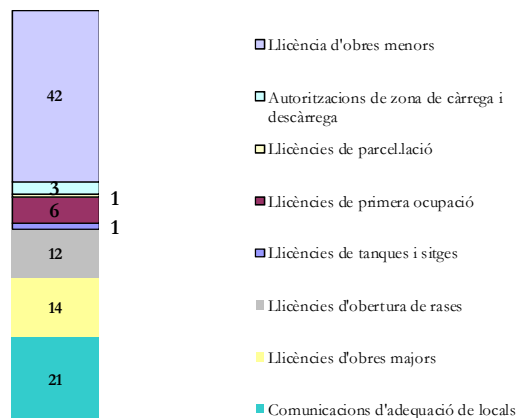 42
3
1
6
1
12
14
21
Llicència d'obres menors
Autoritzacions de zona de càrrega i
descàrrega
Llicències de parcel.lació
Llicències de primera ocupació
Llicències de tanques i sitges
Llicències d'obertura de rases
Llicències d'obres majors
Comunicacions d'adequació de locals